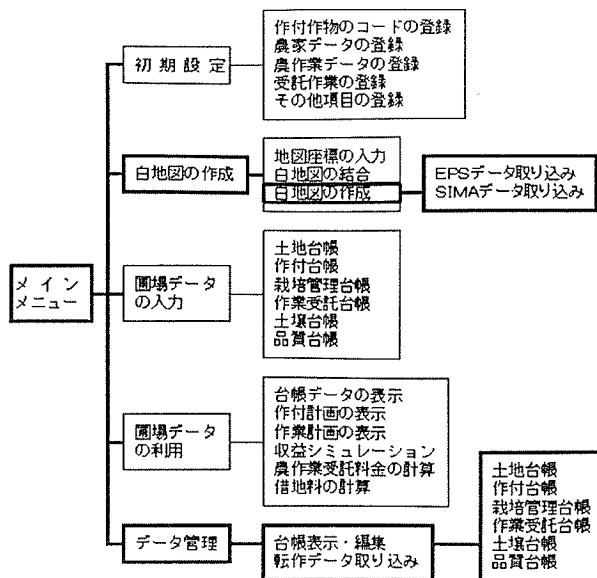 メイン
メニュー
初期設定
作付作物のコードの登録
農家データの登録
農作業データの登録
受託作業の登録
その他項目の登録
白地図の作成
地図座標の入力
白地図の結合
白地図の作成
EPSデータ取り込み
SIMAデータ取り込み
圃場データ
の入力
土地台帳
作付台帳
栽培管理台帳
作業受託台帳
土壌台帳
品質台帳
圃場データ
の利用
台帳データの表示
作付計画の表示
作業計画の表示
収益シミュレーション
農作業受託料金の計算
借地料の計算
データ管理
台帳表示・編集
転作データ取り込み
土地台帳
作付台帳
栽培管理台帳
作業受託台帳
土壌台帳
品質台帳